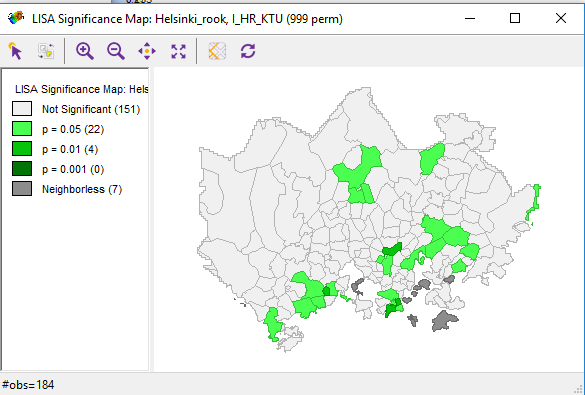 LISA Significance Map: Helsinki_rook, I_HR_KTU (999 perm)
LISA Significance Map: Hels
Not Significant (151)
p = 0.05 (22)
p = 0.01 (4)
p = 0.001 (0)
Neighborless (7)
#obs=184